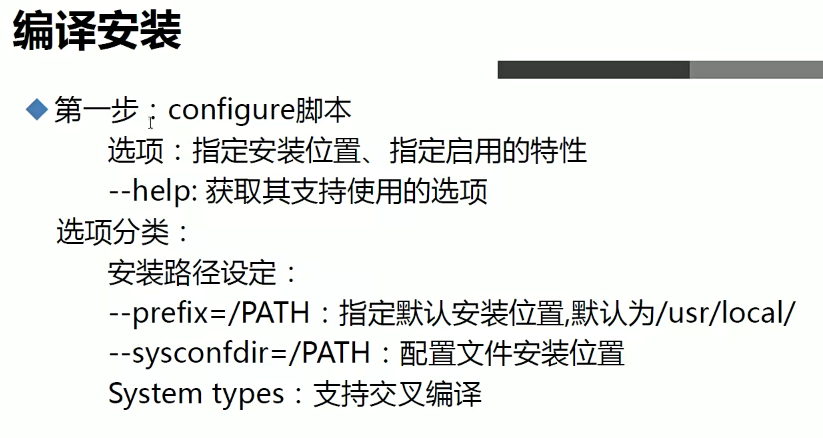 编译安装
第一步：configure脚本
选项：指定安装位置、指定启用的特性
--help: 获取其支持使用的选项
选项分类：
安装路径设定：
--prefix=/PATH：指定默认安装位置,默认为/usr/local/
--sysconfdir=/PATH：配置文件安装位置
System types：支持交叉编译